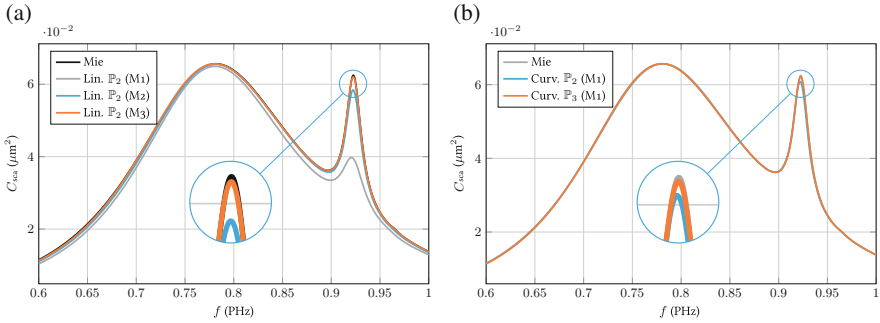 (a)
·10⁻²
Mie
Lin. ℙ₂ (M1)
Lin. ℙ₂ (M2)
Lin. ℙ₂ (M3)
6
4
2
C_sca (μm²)
0.6 0.65 0.7 0.75 0.8 0.85 0.9 0.95 1
f (PHz)
(b)
·10⁻²
Mie
Curv. ℙ₂ (M1)
Curv. ℙ₃ (M1)
6
4
2
C_sca (μm²)
0.6 0.65 0.7 0.75 0.8 0.85 0.9 0.95 1
f (PHz)